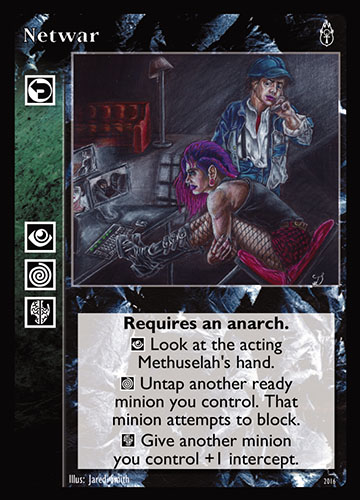 Netwar
Requires an anarch.
Look at the acting
Methuselah's hand.
Untap another ready
minion you control. That
minion attempts to block.
Give another minion
you control +1 intercept.
Illus: Jared Smith
2016